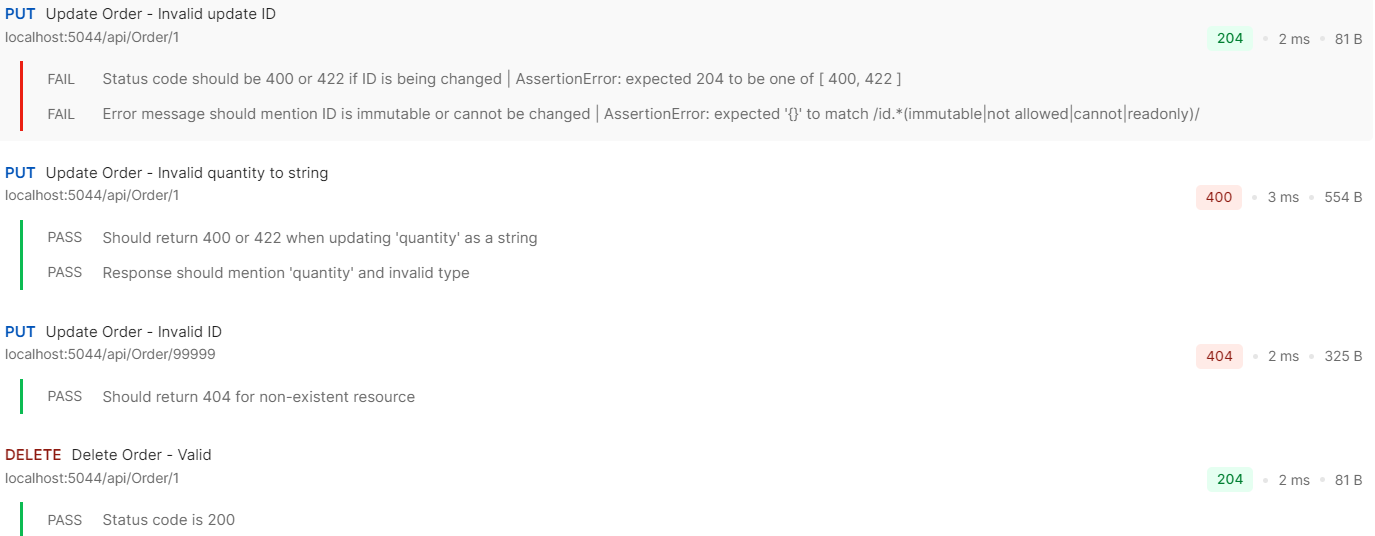 PUT Update Order - Invalid update ID
localhost:5044/api/Order/1
204 • 2 ms • 81 B
FAIL Status code should be 400 or 422 if ID is being changed | AssertionError: expected 204 to be one of [ 400, 422 ]
FAIL Error message should mention ID is immutable or cannot be changed | AssertionError: expected '{}' to match /id.*(immutable|not allowed|cannot|readonly)/
PUT Update Order - Invalid quantity to string
localhost:5044/api/Order/1
400 • 3 ms • 554 B
PASS Should return 400 or 422 when updating 'quantity' as a string
PASS Response should mention 'quantity' and invalid type
PUT Update Order - Invalid ID
localhost:5044/api/Order/99999
404 • 2 ms • 325 B
PASS Should return 404 for non-existent resource
DELETE Delete Order - Valid
localhost:5044/api/Order/1
204 • 2 ms • 81 B
PASS Status code is 200